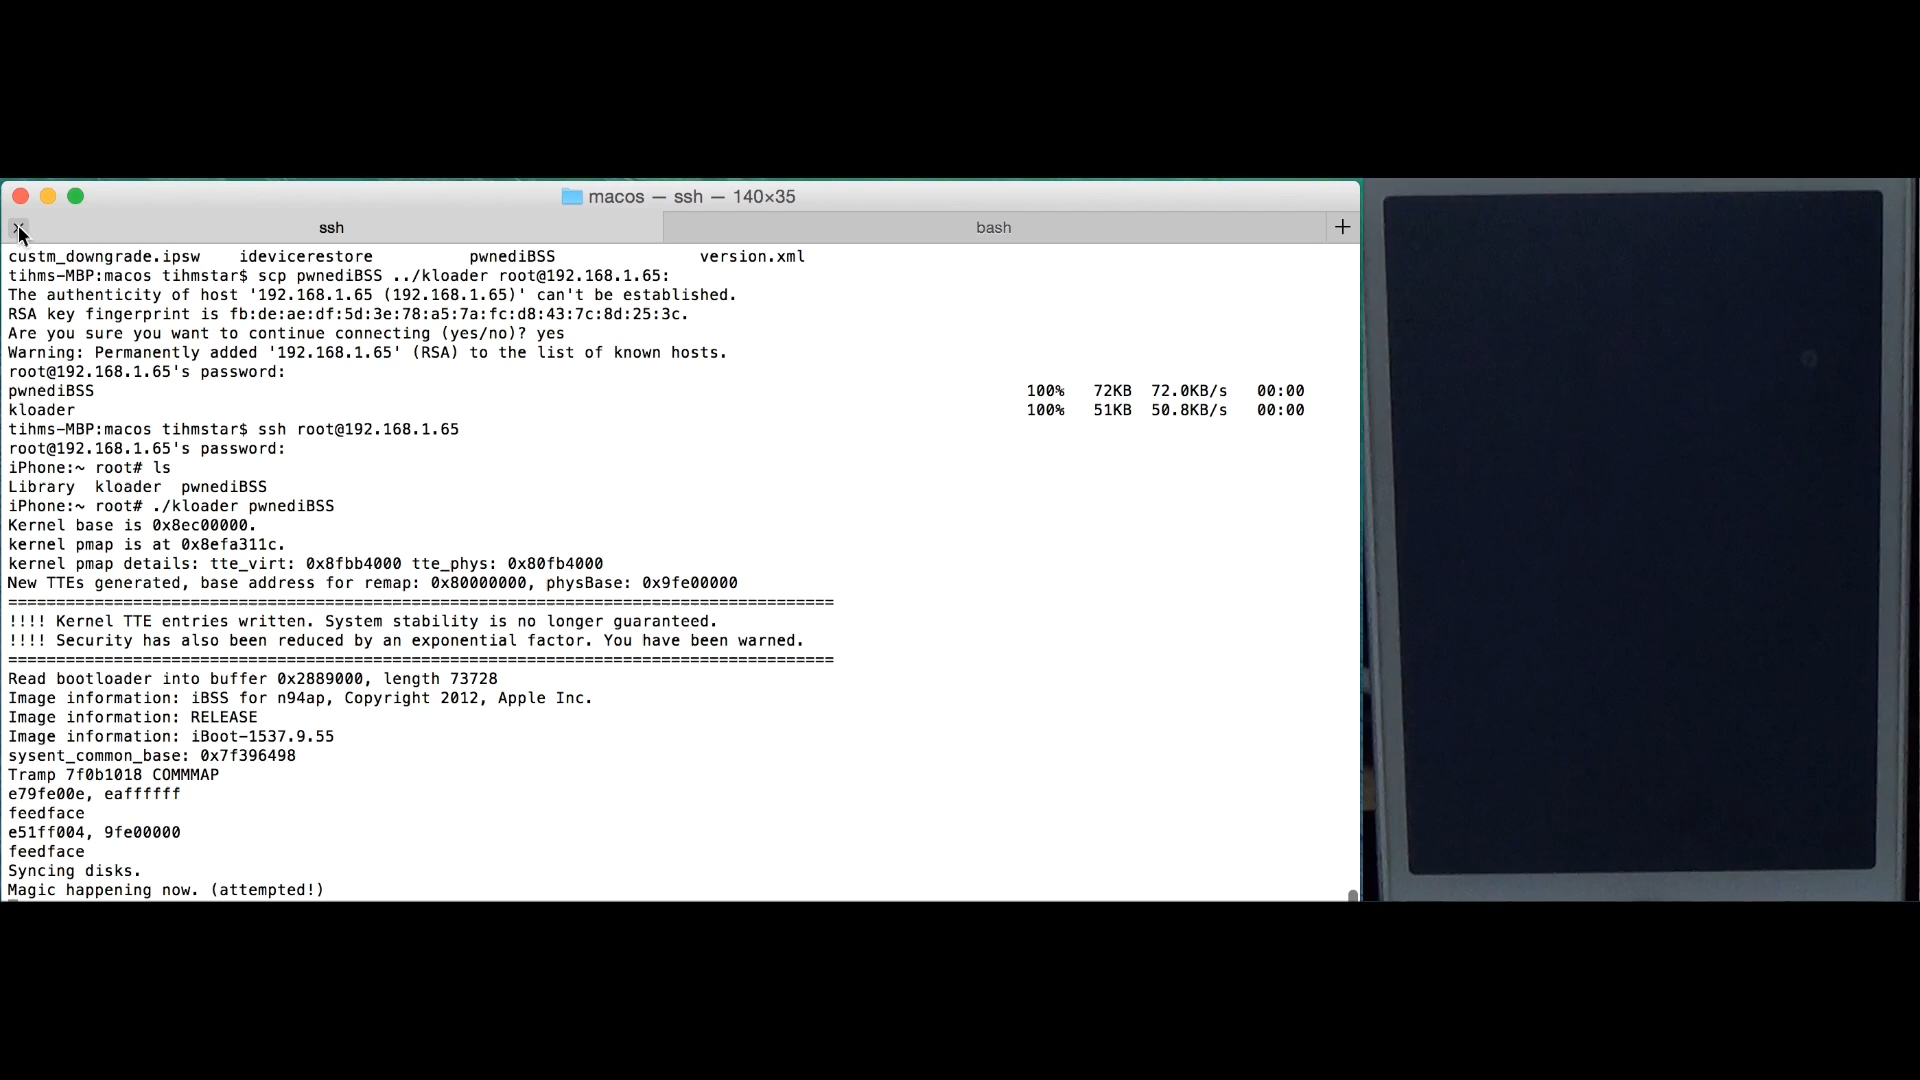 macos — ssh — 140×35
ssh
bash
+
custm_downgrade.ipsw idevicerestore pwnediBSS version.xml
tihms-MBP:macos tihmstar$ scp pwnediBSS ../kloader root@192.168.1.65:
The authenticity of host '192.168.1.65 (192.168.1.65)' can't be established.
RSA key fingerprint is fb:de:ae:df:5d:3e:78:a5:7a:fc:d8:43:7c:8d:25:3c.
Are you sure you want to continue connecting (yes/no)? yes
Warning: Permanently added '192.168.1.65' (RSA) to the list of known hosts.
root@192.168.1.65's password:
pwnediBSS 100% 72KB 72.0KB/s 00:00
kloader 100% 51KB 50.8KB/s 00:00
tihms-MBP:macos tihmstar$ ssh root@192.168.1.65
root@192.168.1.65's password:
iPhone:~ root# ls
Library kloader pwnediBSS
iPhone:~ root# ./kloader pwnediBSS
Kernel base is 0x8ec00000.
kernel pmap is at 0x8efa311c.
kernel pmap details: tte_virt: 0x8fbb4000 tte_phys: 0x80fb4000
New TTEs generated, base address for remap: 0x80000000, physBase: 0x9fe00000
======================================================================================
!!!! Kernel TTE entries written. System stability is no longer guaranteed.
!!!! Security has also been reduced by an exponential factor. You have been warned.
======================================================================================
Read bootloader into buffer 0x2889000, length 73728
Image information: iBSS for n94ap, Copyright 2012, Apple Inc.
Image information: RELEASE
Image information: iBoot-1537.9.55
sysent_common_base: 0x7f396498
Tramp 7f0b1018 COMMMAP
e79fe00e, eaffffff
feedface
e51ff004, 9fe00000
feedface
Syncing disks.
Magic happening now. (attempted!)